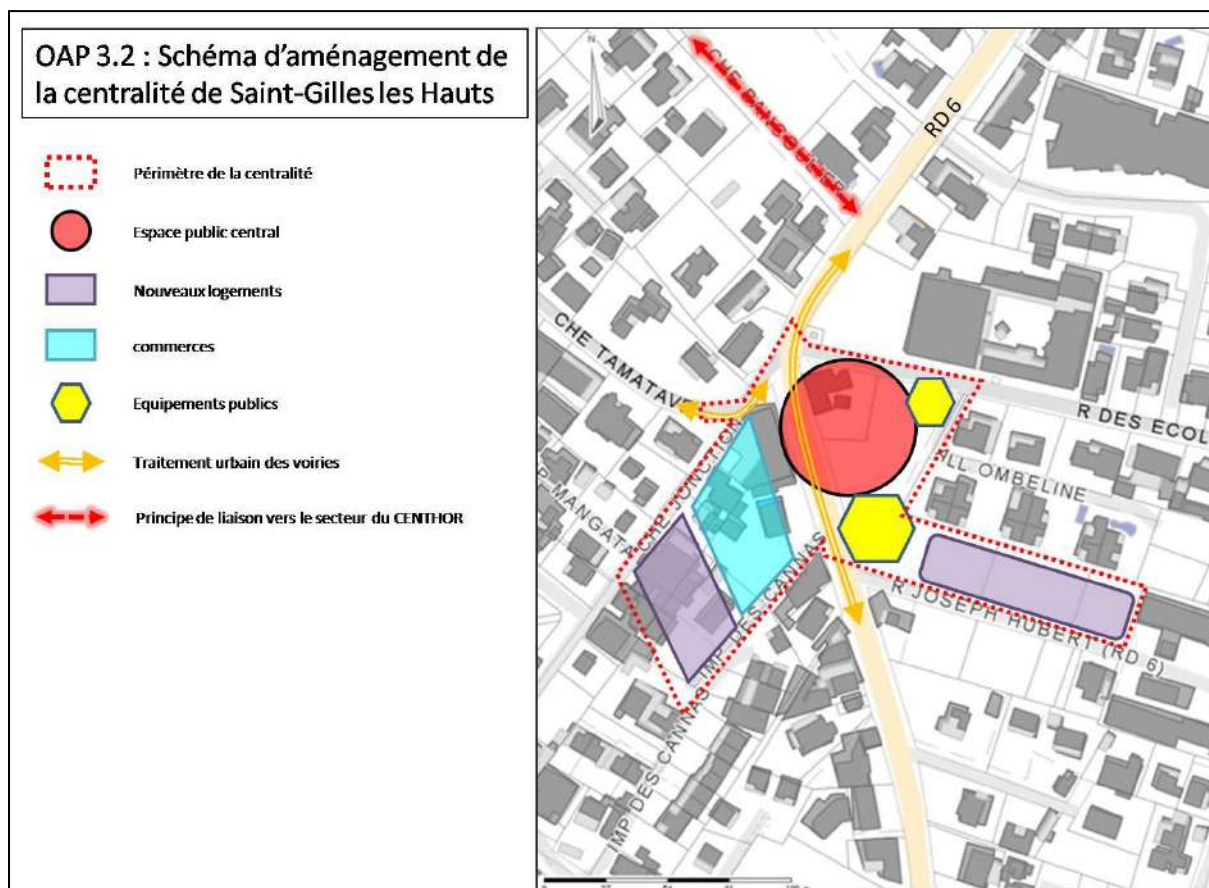 OAP 3.2 : Schéma d'aménagement de
la centralité de Saint-Gilles les Hauts
Périmètre de la centralité
Espace public central
Nouveaux logements
commerces
Equipements publics
Traitement urbain des voiries
Principe de liaison vers le secteur du CENTHOR
N
RD 6
CHE TAMATAVE
R DES ECOL
ALL OMBELINE
CHE JONCTION
P MANGATA
IMP DES CANNAS
IMP DES CANNAS
R JOSEPH HUBERT (RD 6)